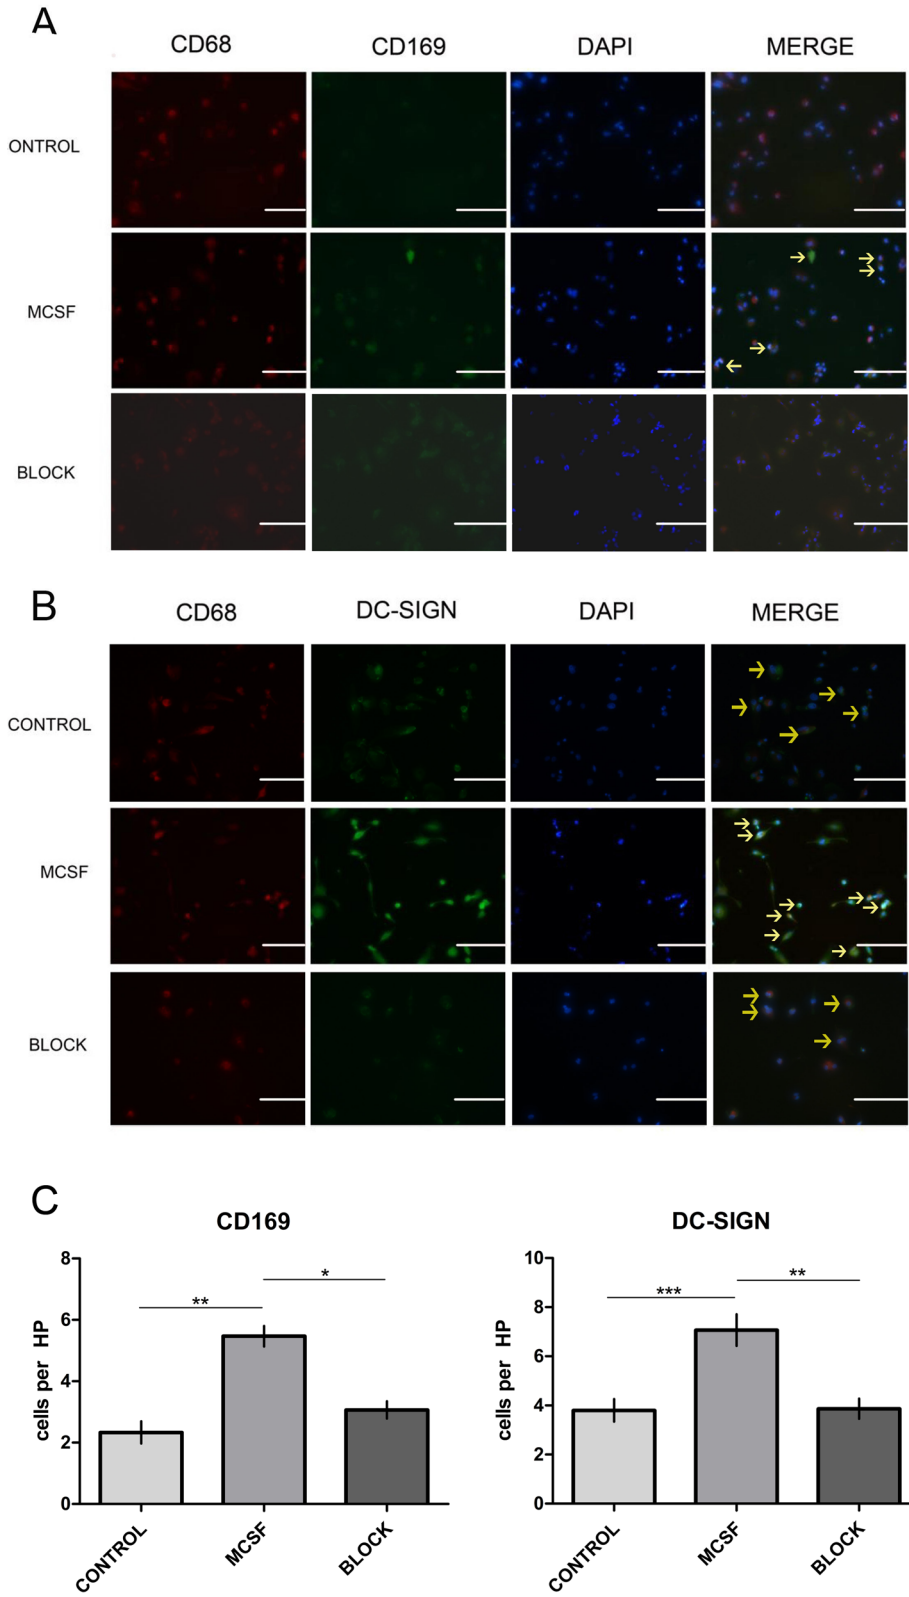 A
CD68 CD169 DAPI MERGE
ONTROL
MCSF
BLOCK
B
CD68 DC-SIGN DAPI MERGE
CONTROL
MCSF
BLOCK
C
CD169
cells per HP
8
6
4
2
0
**
*
CONTROL MCSF BLOCK
DC-SIGN
cells per HP
10
8
6
4
2
0
***
**
CONTROL MCSF BLOCK